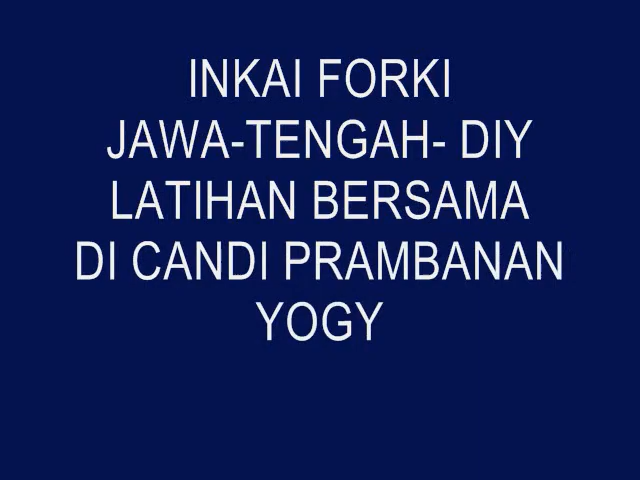 INKAI FORKI
JAWA-TENGAH- DIY
LATIHAN BERSAMA
DI CANDI PRAMBANAN
YOGY